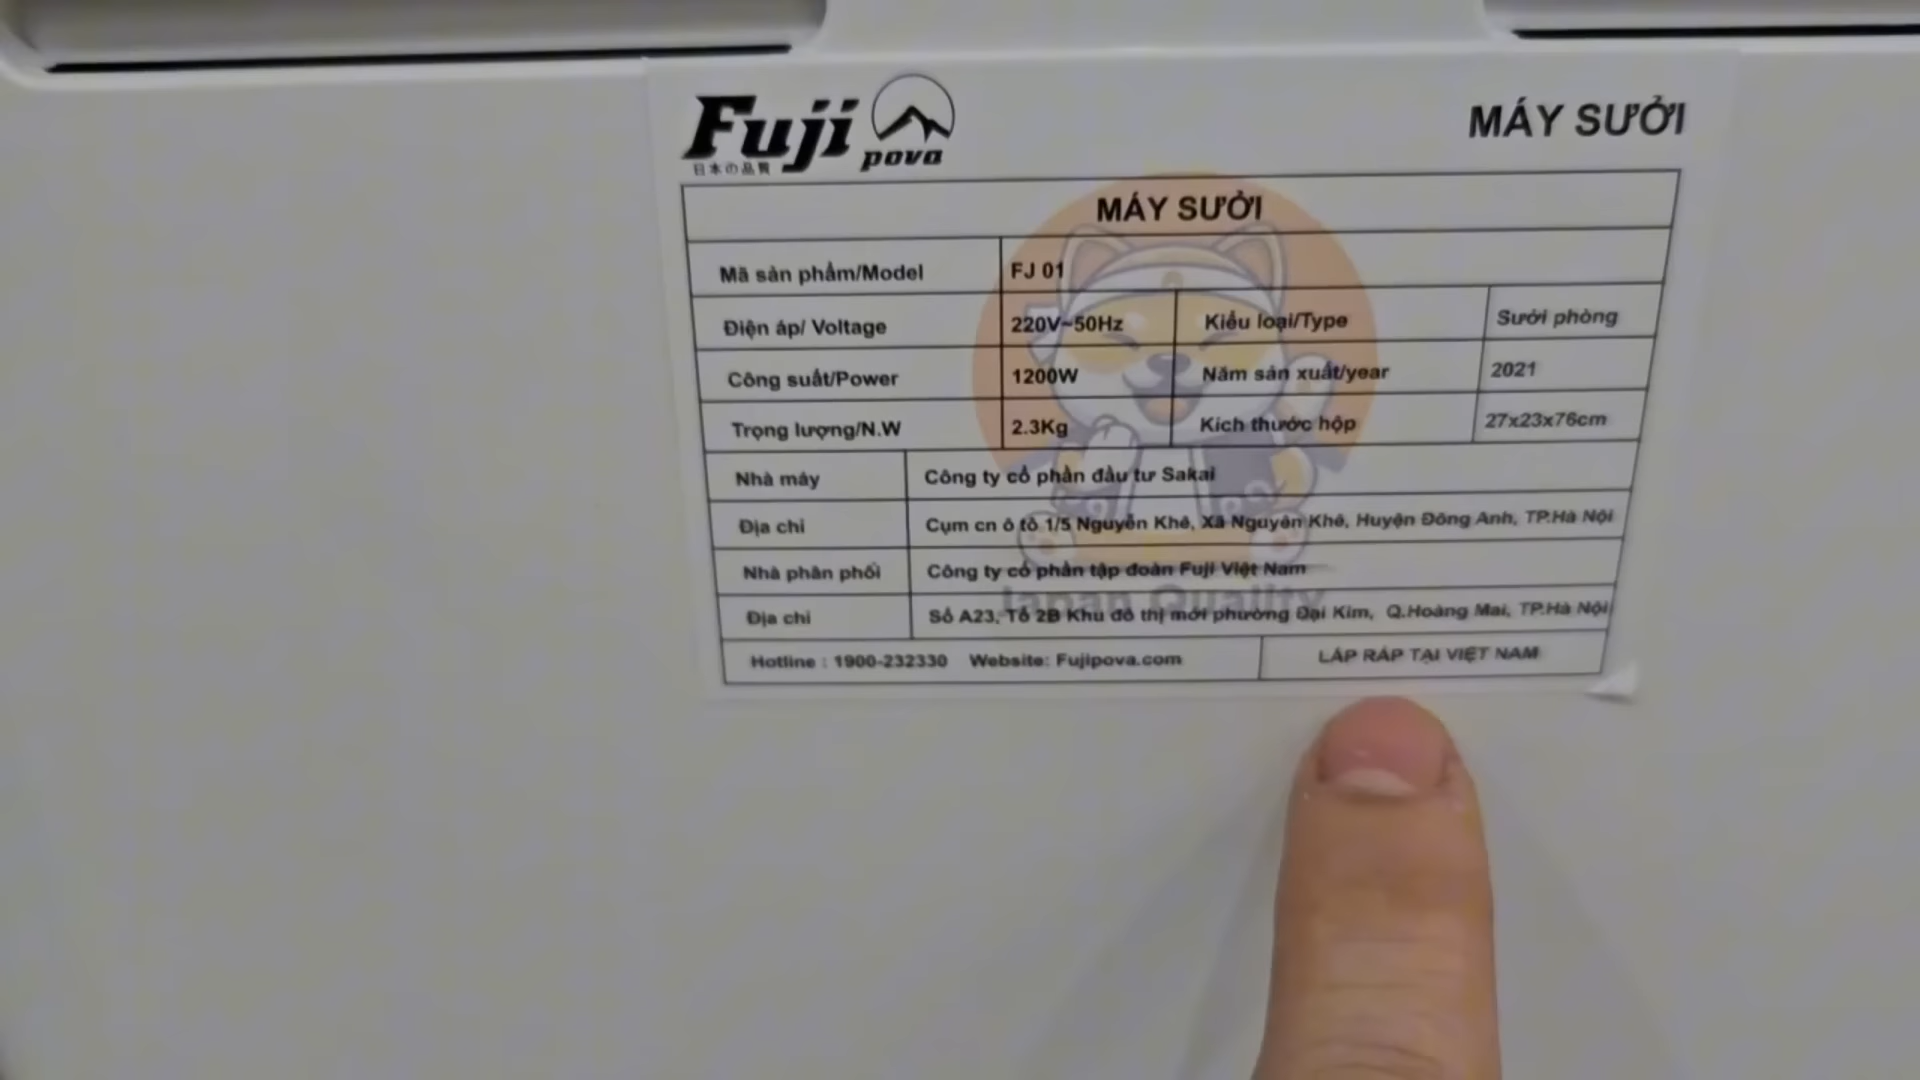 Fuji pova
日本の品質
MÁY SƯỞI
MÁY SƯỞI
Mã sản phẩm/Model FJ 01
Điện áp/ Voltage 220V~50Hz Kiểu loại/Type Sưởi phòng
Công suất/Power 1200W Năm sản xuất/year 2021
Trọng lượng/N.W 2.3Kg Kích thước hộp 27x23x76cm
Nhà máy Công ty cổ phần đầu tư Sakai
Địa chỉ Cụm cn ô tô 1/5 Nguyễn Khê, Xã Nguyên Khê, Huyện Đông Anh, TP.Hà Nội
Nhà phân phối Công ty cổ phần tập đoàn Fuji Việt Nam
Japan Quality
Địa chỉ Số A23, Tổ 2B Khu đô thị mới phường Đại Kim, Q.Hoàng Mai, TP.Hà Nội
Hotline : 1900-232330 Website: Fujipova.com LẮP RÁP TẠI VIỆT NAM